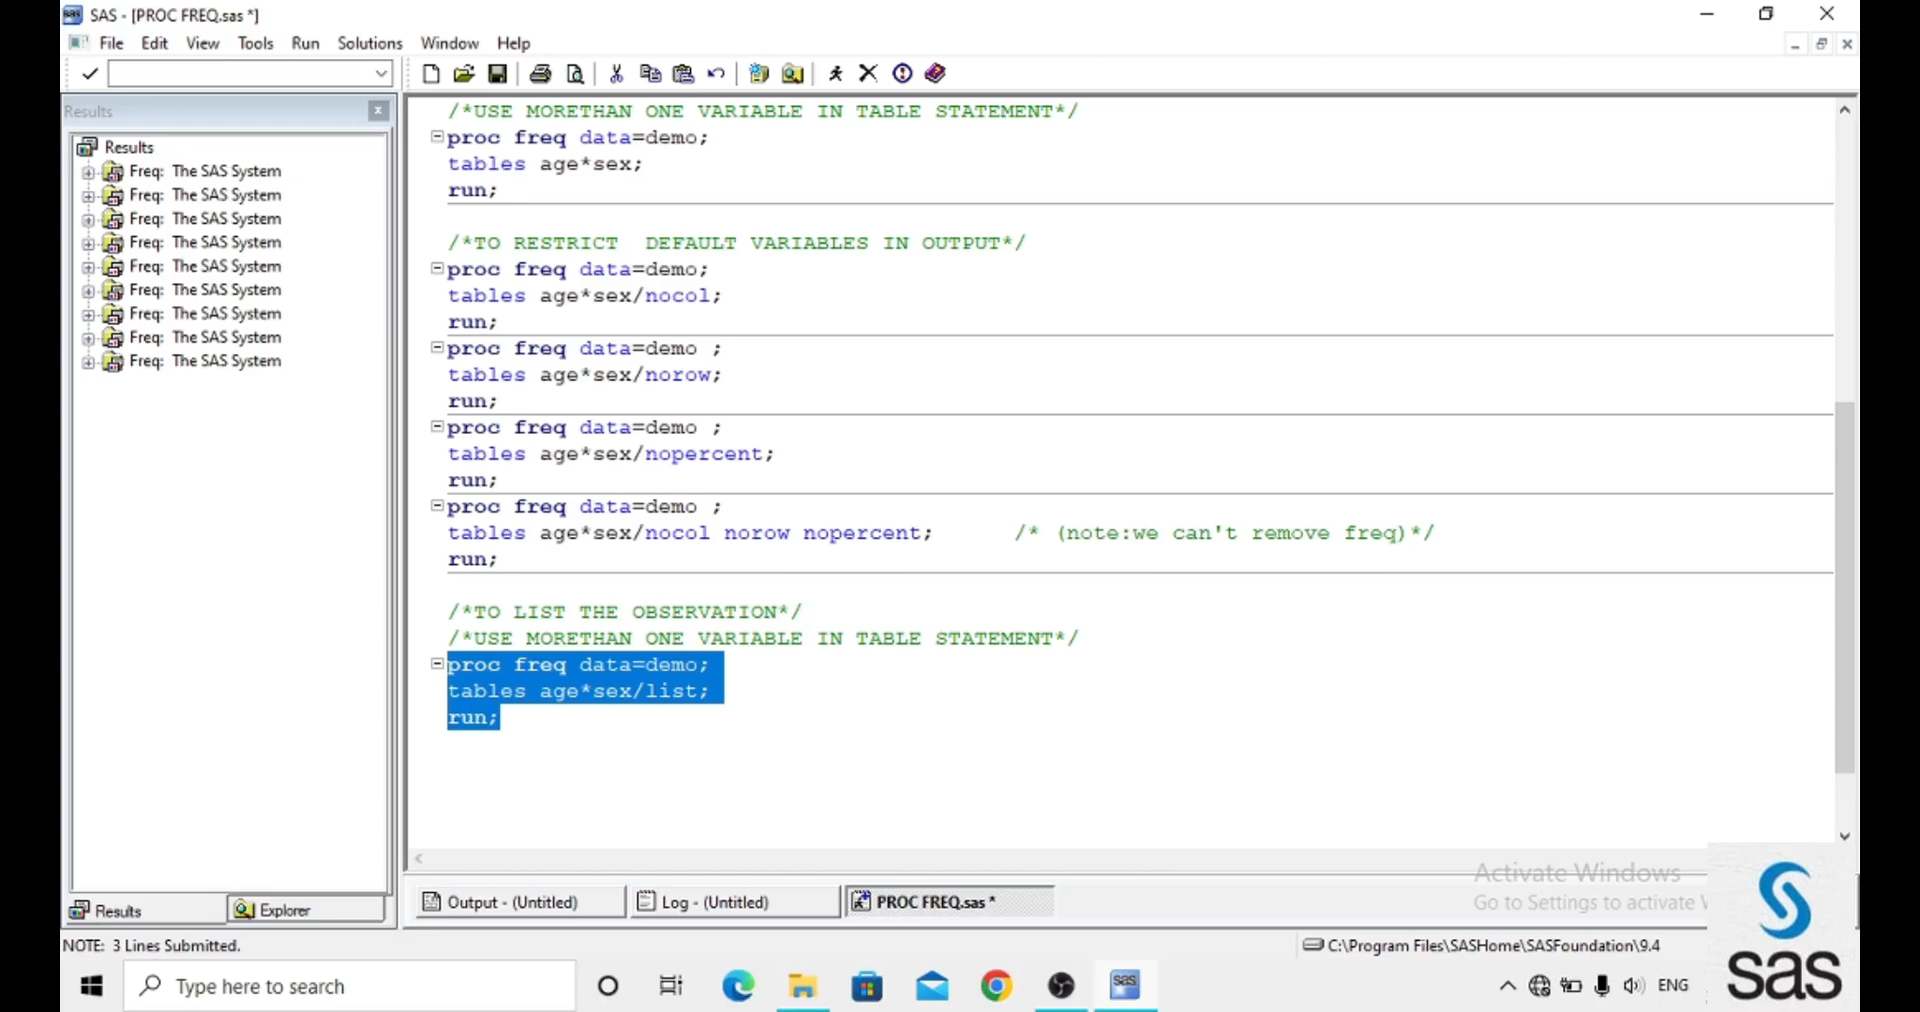 SAS - [PROC FREQ.sas *]
File Edit View Tools Run Solutions Window Help
Results
Results
Freq: The SAS System
Freq: The SAS System
Freq: The SAS System
Freq: The SAS System
Freq: The SAS System
Freq: The SAS System
Freq: The SAS System
Freq: The SAS System
Freq: The SAS System
/*USE MORETHAN ONE VARIABLE IN TABLE STATEMENT*/
proc freq data=demo;
tables age*sex;
run;
/*TO RESTRICT  DEFAULT VARIABLES IN OUTPUT*/
proc freq data=demo;
tables age*sex/nocol;
run;
proc freq data=demo ;
tables age*sex/norow;
run;
proc freq data=demo ;
tables age*sex/nopercent;
run;
proc freq data=demo ;
tables age*sex/nocol norow nopercent; /* (note:we can't remove freq)*/
run;
/*TO LIST THE OBSERVATION*/
/*USE MORETHAN ONE VARIABLE IN TABLE STATEMENT*/
proc freq data=demo;
tables age*sex/list;
run;
Activate Windows
Go to Settings to activate
Results Explorer
Output - (Untitled) Log - (Untitled) PROC FREQ.sas *
NOTE: 3 Lines Submitted.
C:\Program Files\SASHome\SASFoundation\9.4
Type here to search
sas
ENG
sas